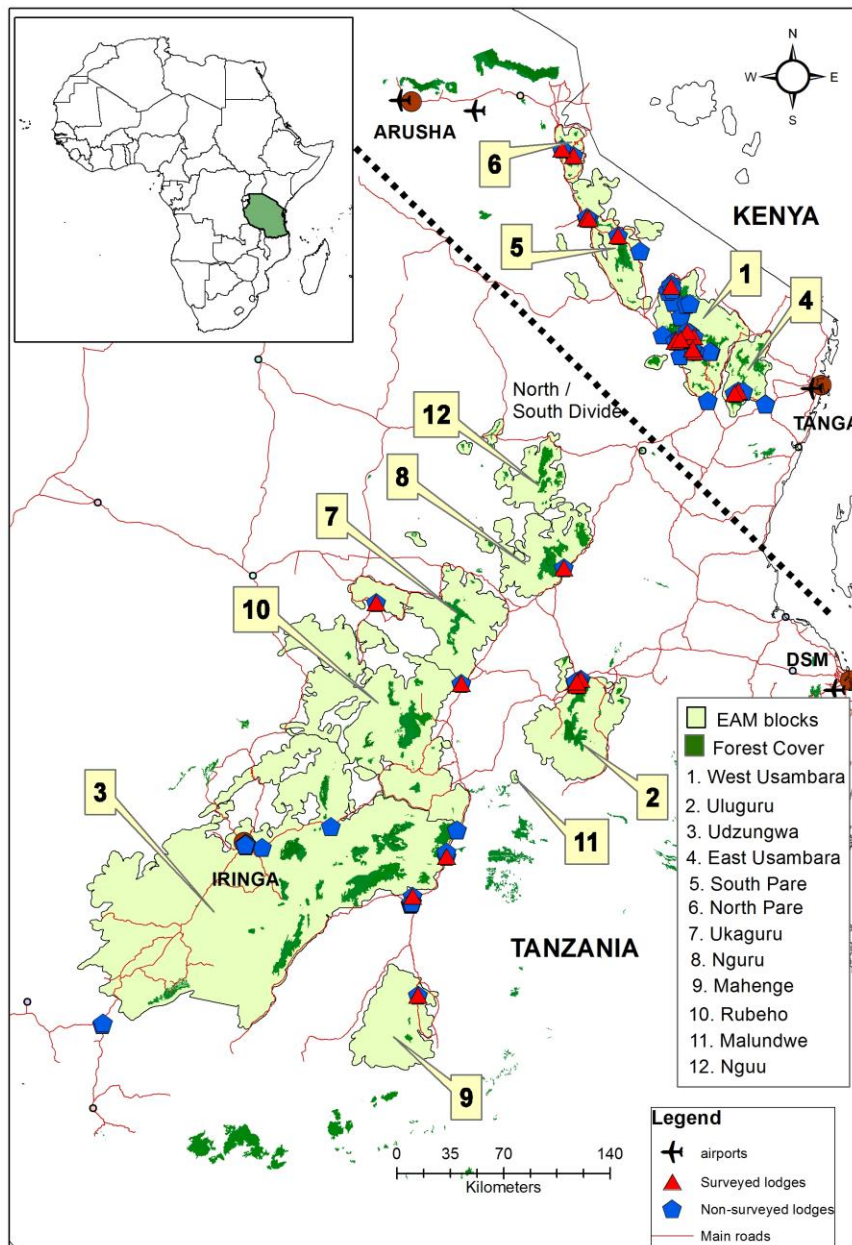 N
W
E
S
ARUSHA
6
KENYA
5
1
4
TANGA
North /
South Divide
12
8
7
10
DSM
EAM blocks
Forest Cover
1. West Usambara
2. Uluguru
3. Udzungwa
4. East Usambara
5. South Pare
6. North Pare
7. Ukaguru
8. Nguru
9. Mahenge
10. Rubeho
11. Malundwe
12. Nguu
3
2
11
IRINGA
TANZANIA
9
Legend
airports
Surveyed lodges
Non-surveyed lodges
Main roads
0 35 70 140
Kilometers